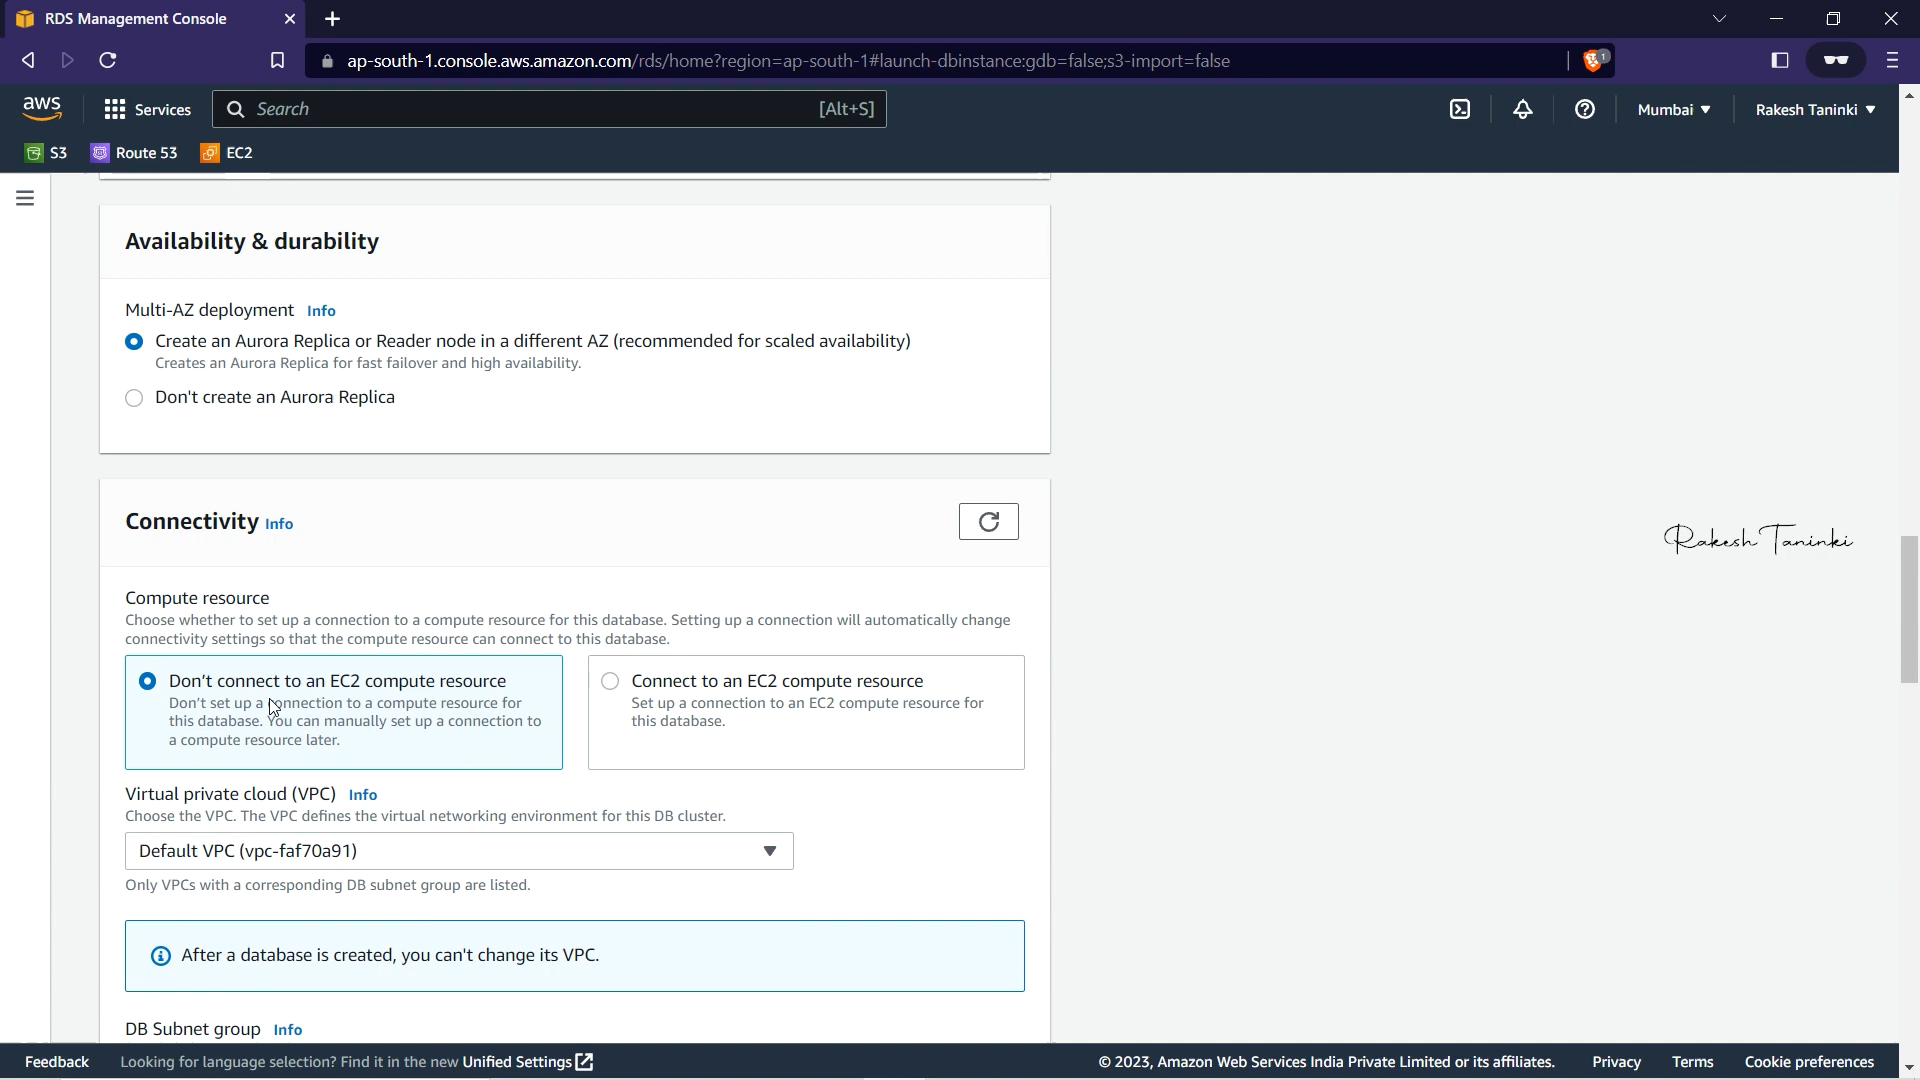 RDS Management Console
ap-south-1.console.aws.amazon.com/rds/home?region=ap-south-1#launch-dbinstance:gdb=false;s3-import=false
1
aws
Services
Search
[Alt+S]
Mumbai
Rakesh Taninki
S3
Route 53
EC2
Availability & durability
Multi-AZ deployment Info
Create an Aurora Replica or Reader node in a different AZ (recommended for scaled availability)
Creates an Aurora Replica for fast failover and high availability.
Don't create an Aurora Replica
Connectivity Info
Rakesh Taninki
Compute resource
Choose whether to set up a connection to a compute resource for this database. Setting up a connection will automatically change
connectivity settings so that the compute resource can connect to this database.
Don't connect to an EC2 compute resource
Don't set up a connection to a compute resource for
this database. You can manually set up a connection to
a compute resource later.
Connect to an EC2 compute resource
Set up a connection to an EC2 compute resource for
this database.
Virtual private cloud (VPC) Info
Choose the VPC. The VPC defines the virtual networking environment for this DB cluster.
Default VPC (vpc-faf70a91)
Only VPCs with a corresponding DB subnet group are listed.
After a database is created, you can't change its VPC.
DB Subnet group Info
Feedback
Looking for language selection? Find it in the new Unified Settings
© 2023, Amazon Web Services India Private Limited or its affiliates.
Privacy
Terms
Cookie preferences